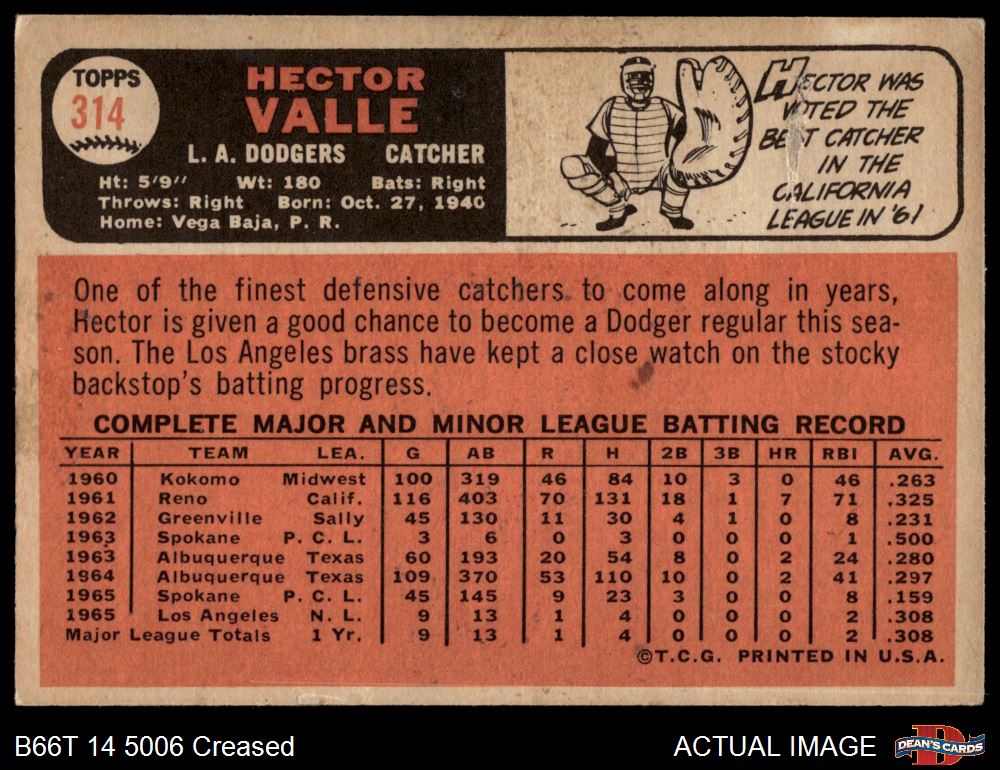 TOPPS
314
HECTOR
VALLE
L. A. DODGERS CATCHER
Ht: 5'9" Wt: 180 Bats: Right
Throws: Right Born: Oct. 27, 1940
Home: Vega Baja, P. R.
HECTOR WAS
VOTED THE
BEST CATCHER
IN THE
CALIFORNIA
LEAGUE IN '61
One of the finest defensive catchers to come along in years,
Hector is given a good chance to become a Dodger regular this sea-
son. The Los Angeles brass have kept a close watch on the stocky
backstop's batting progress.
COMPLETE MAJOR AND MINOR LEAGUE BATTING RECORD
YEAR TEAM LEA. G AB R H 2B 3B HR RBI AVG.
1960 Kokomo Midwest 100 319 46 84 10 3 0 46 .263
1961 Reno Calif. 116 403 70 131 18 1 7 71 .325
1962 Greenville Sally 45 130 11 30 4 1 0 8 .231
1963 Spokane P. C. L. 3 6 0 3 0 0 0 1 .500
1963 Albuquerque Texas 60 193 20 54 8 0 2 24 .280
1964 Albuquerque Texas 109 370 53 110 10 0 2 41 .297
1965 Spokane P. C. L. 45 145 9 23 3 0 0 8 .159
1965 Los Angeles N. L. 9 13 1 4 0 0 0 2 .308
Major League Totals 1 Yr. 9 13 1 4 0 0 0 2 .308
©T.C.G. PRINTED IN U.S.A.
B66T 14 5006 Creased
ACTUAL IMAGE
DEAN'S CARDS